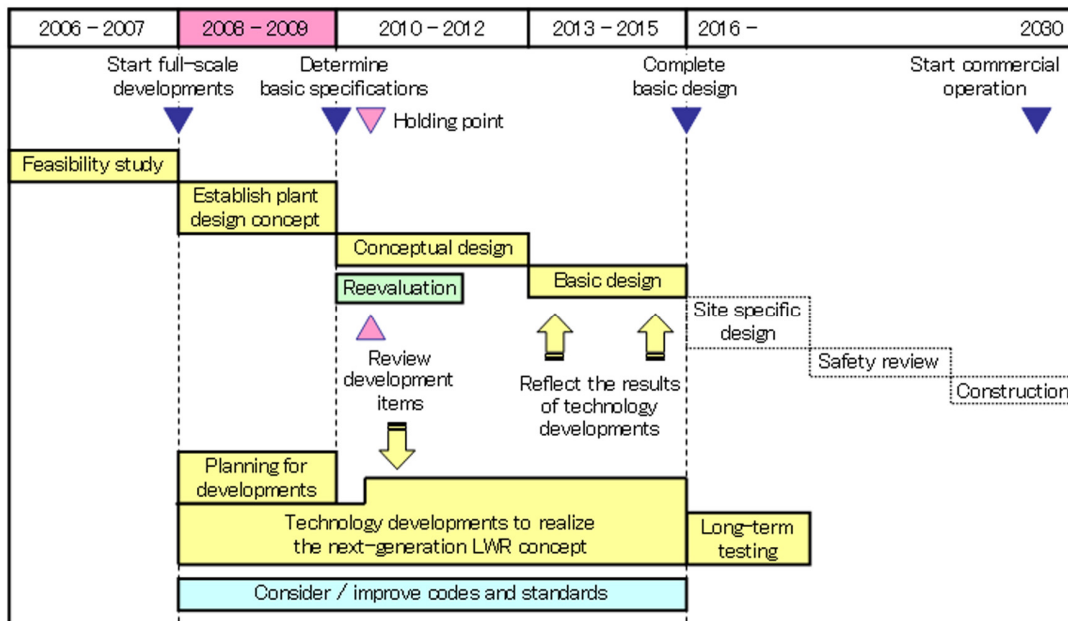 2006 - 2007
2008 - 2009
2010 - 2012
2013 - 2015
2016 -
2030
Start full-scale
developments
Determine
basic specifications
Complete
basic design
Start commercial
operation
Holding point
Feasibility study
Establish plant
design concept
Conceptual design
Reevaluation
Basic design
Site specific
design
Safety review
Construction
Review
development
items
Reflect the results
of technology
developments
Planning for
developments
Technology developments to realize
the next-generation LWR concept
Long-term
testing
Consider / improve codes and standards